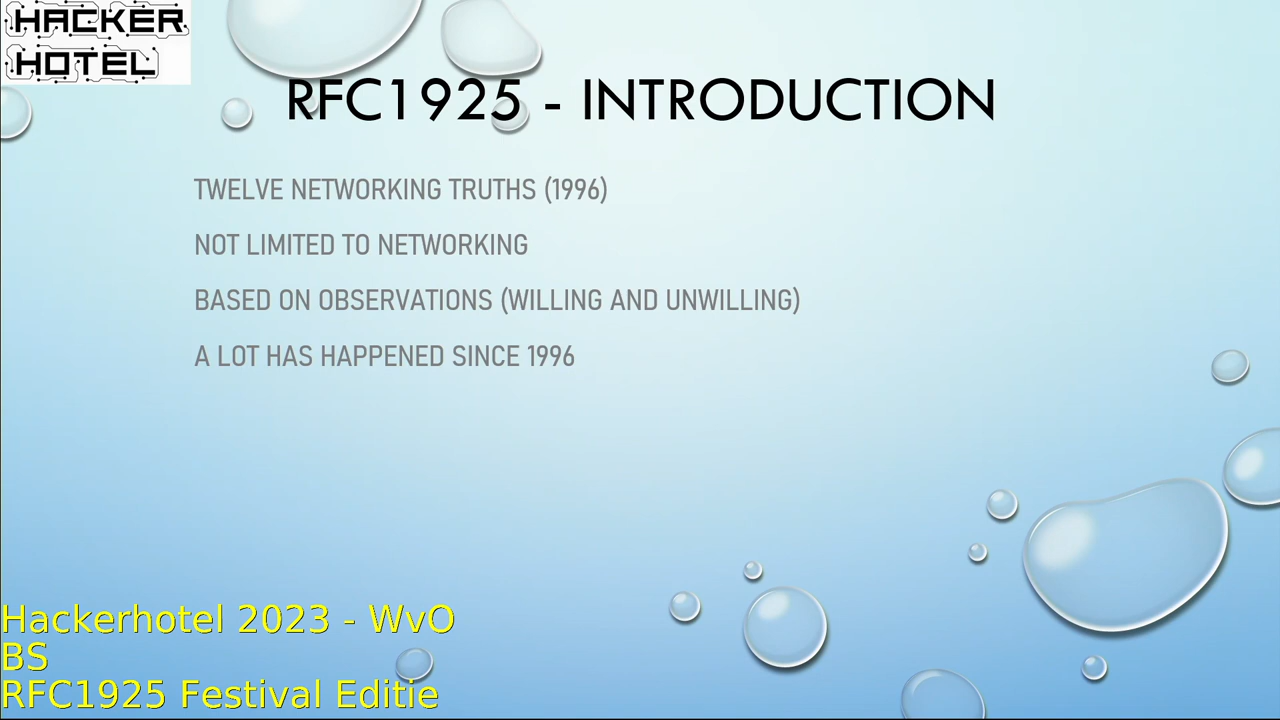 HACKER
HOTEL
RFC1925 - INTRODUCTION
TWELVE NETWORKING TRUTHS (1996)
NOT LIMITED TO NETWORKING
BASED ON OBSERVATIONS (WILLING AND UNWILLING)
A LOT HAS HAPPENED SINCE 1996
Hackerhotel 2023 - WvO
BS
RFC1925 Festival Editie